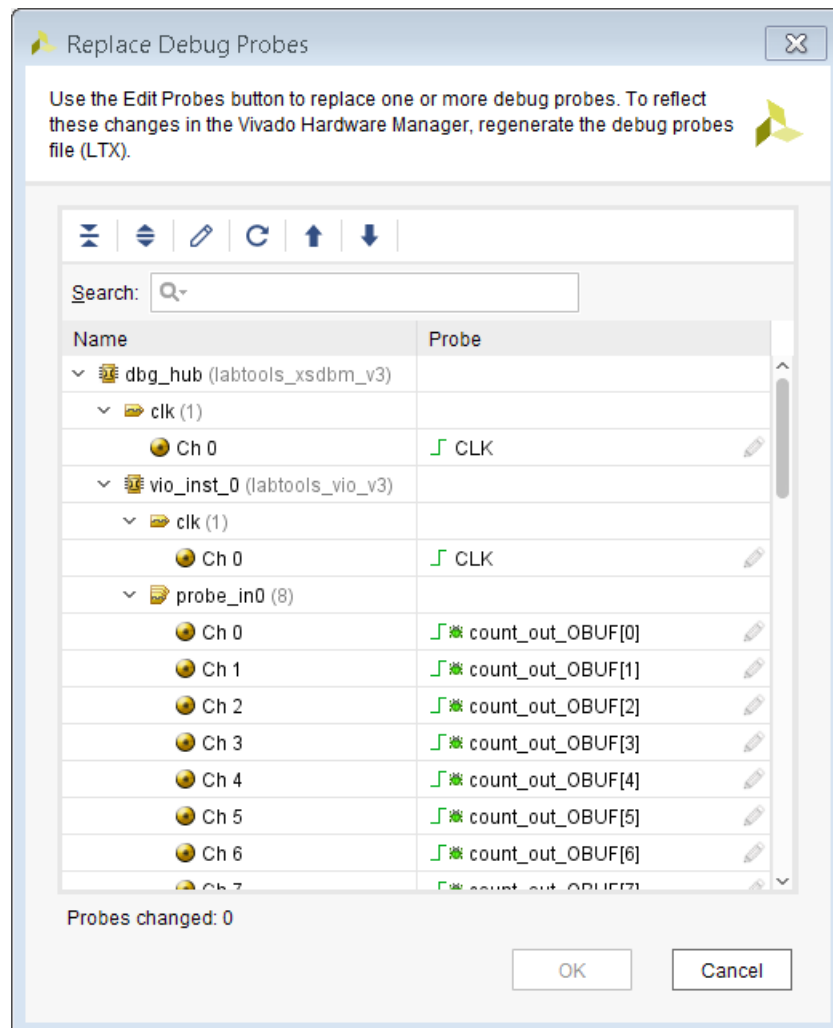 Replace Debug Probes
Use the Edit Probes button to replace one or more debug probes. To reflect
these changes in the Vivado Hardware Manager, regenerate the debug probes
file (LTX).
Search:
Name Probe
dbg_hub (labtools_xsdbm_v3)
clk (1)
Ch 0 CLK
vio_inst_0 (labtools_vio_v3)
clk (1)
Ch 0 CLK
probe_in0 (8)
Ch 0 count_out_OBUF[0]
Ch 1 count_out_OBUF[1]
Ch 2 count_out_OBUF[2]
Ch 3 count_out_OBUF[3]
Ch 4 count_out_OBUF[4]
Ch 5 count_out_OBUF[5]
Ch 6 count_out_OBUF[6]
Ch 7 count_out_OBUF[7]
Probes changed: 0
OK Cancel